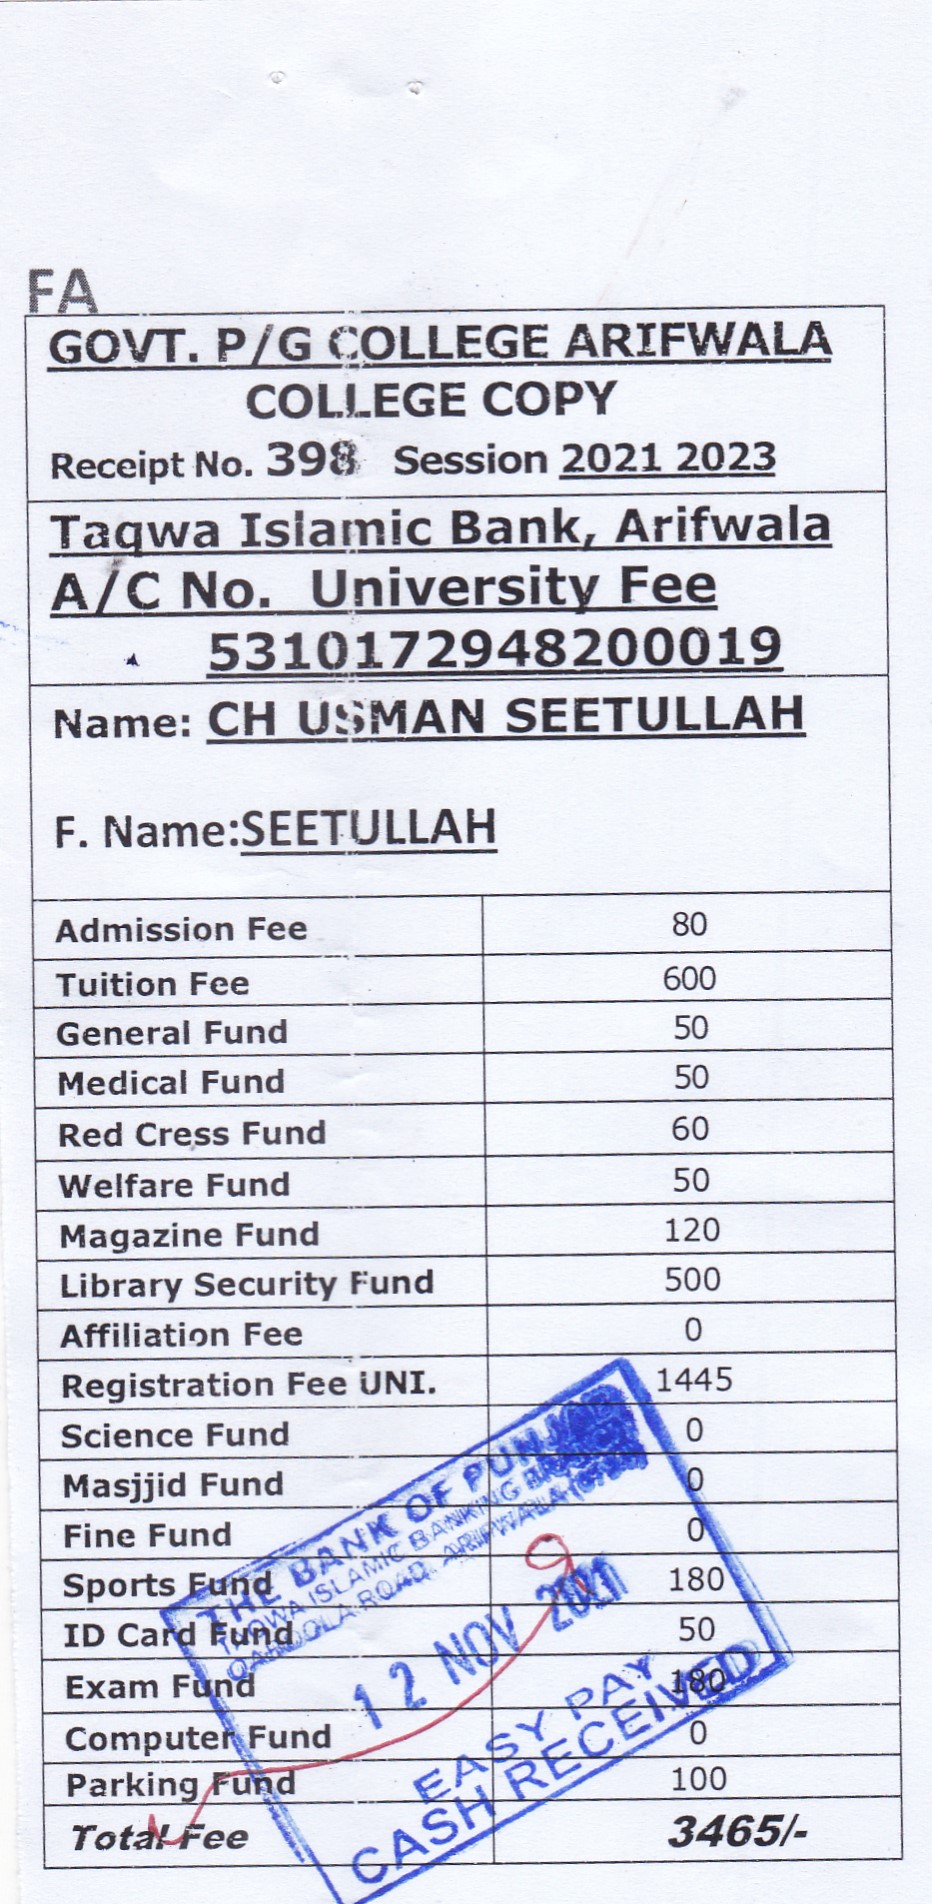 FA
GOVT. P/G COLLEGE ARIFWALA
COLLEGE COPY
Receipt No. 398 Session 2021 2023
Taqwa Islamic Bank, Arifwala
A/C No. University Fee
5310172948200019
Name: CH USMAN SEETULLAH
F. Name:SEETULLAH
Admission Fee 80
Tuition Fee 600
General Fund 50
Medical Fund 50
Red Cress Fund 60
Welfare Fund 50
Magazine Fund 120
Library Security Fund 500
Affiliation Fee 0
Registration Fee UNI. 1445
Science Fund 0
Masjjid Fund 0
Fine Fund 0
Sports Fund 180
ID Card Fund 50
Exam Fund 180
Computer Fund 0
Parking Fund 100
Total Fee 3465/-
THE BANK OF PUNJAB
TAQWA ISLAMIC BANKING
ROAD, ARIFWALA
12 NOV 2021
EASY PAY
CASH RECEIVED